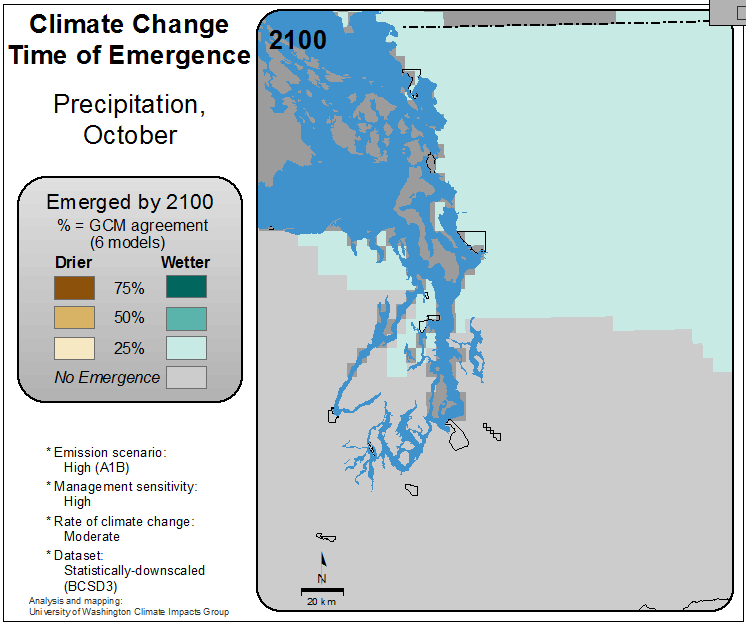 Climate Change
Time of Emergence
Precipitation,
October
Emerged by 2100
% = GCM agreement
(6 models)
Drier Wetter
75%
50%
25%
No Emergence
* Emission scenario:
High (A1B)
* Management sensitivity:
High
* Rate of climate change:
Moderate
* Dataset:
Statistically-downscaled
(BCSD3)
Analysis and mapping:
University of Washington Climate Impacts Group
2100
N
20 km